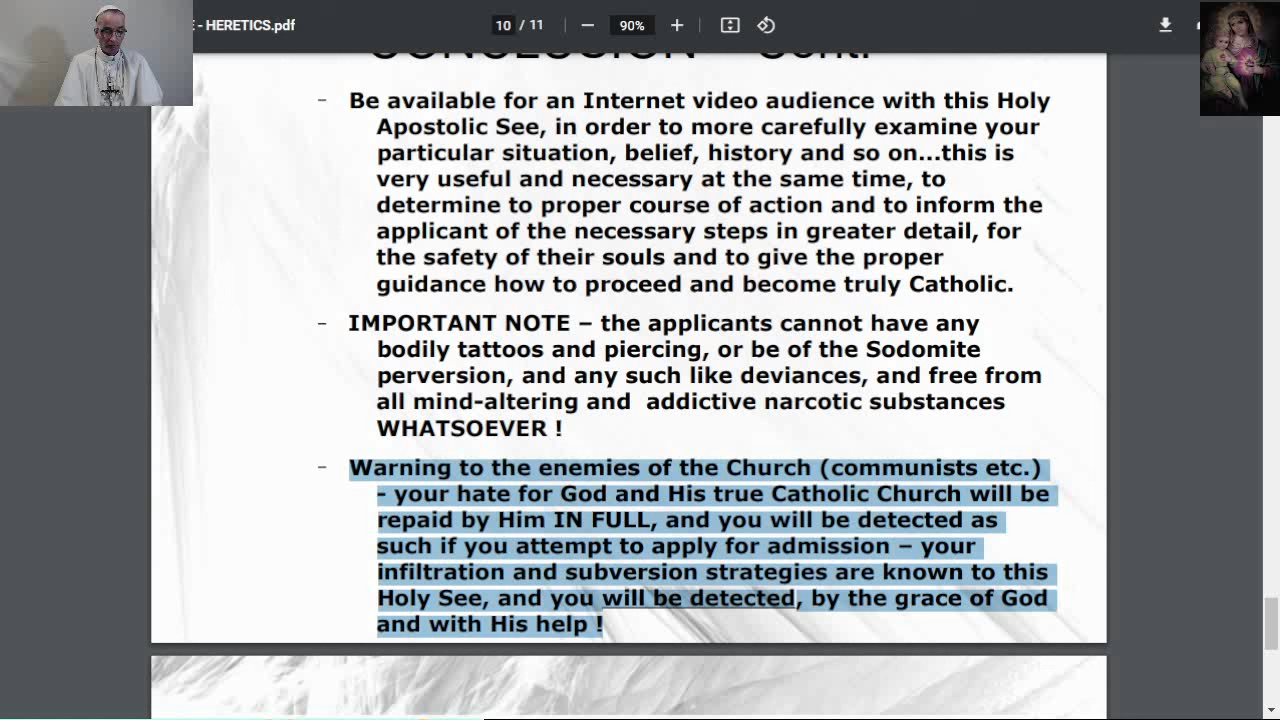 - HERETICS.pdf
10 / 11
90%
Cont.
- Be available for an Internet video audience with this Holy
Apostolic See, in order to more carefully examine your
particular situation, belief, history and so on...this is
very useful and necessary at the same time, to
determine to proper course of action and to inform the
applicant of the necessary steps in greater detail, for
the safety of their souls and to give the proper
guidance how to proceed and become truly Catholic.
- IMPORTANT NOTE – the applicants cannot have any
bodily tattoos and piercing, or be of the Sodomite
perversion, and any such like deviances, and free from
all mind-altering and addictive narcotic substances
WHATSOEVER !
- Warning to the enemies of the Church (communists etc.)
- your hate for God and His true Catholic Church will be
repaid by Him IN FULL, and you will be detected as
such if you attempt to apply for admission – your
infiltration and subversion strategies are known to this
Holy See, and you will be detected, by the grace of God
and with His help !